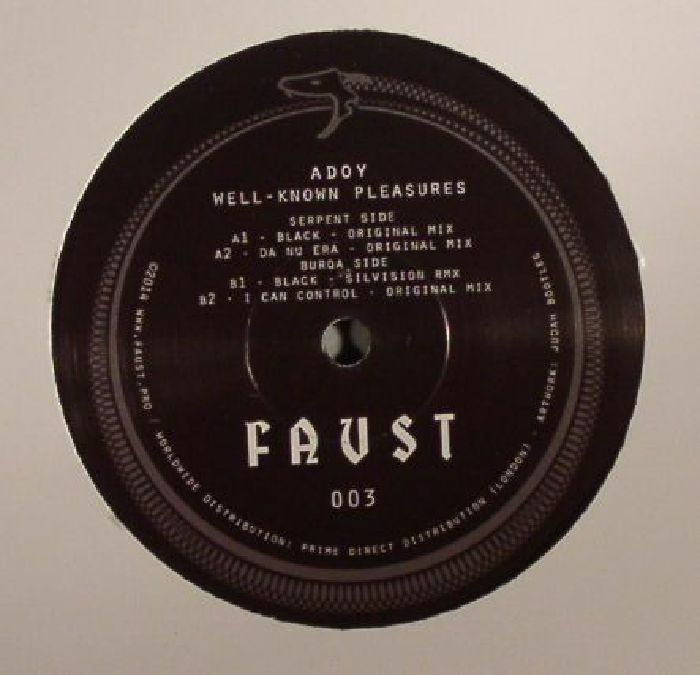 ADOY
WELL-KNOWN PLEASURES
SERPENT SIDE
A1 - BLACK - ORIGINAL MIX
A2 - DA NU ERA - ORIGINAL MIX
BURQA SIDE
B1 - BLACK - SILVISION RMX
B2 - I CAN CONTROL - ORIGINAL MIX
FAUST
003
©2014 WWW.FAUST.PRO / WORLDWIDE DISTRIBUTION: PRIME DIRECT DISTRIBUTION (LONDON) - ARTWORK: JUDAH BOOTLEG